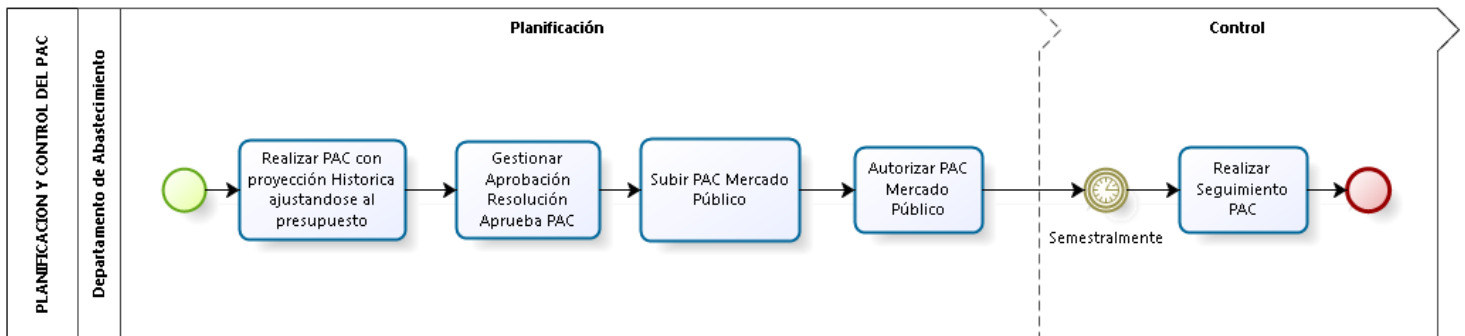 PLANIFICACION Y CONTROL DEL PAC
Departamento de Abastecimiento
Planificación
Control
Realizar PAC con
proyección Historica
ajustandose al
presupuesto
Gestionar
Aprobación
Resolución
Aprueba PAC
Subir PAC Mercado
Público
Autorizar PAC
Mercado
Público
Semestralmente
Realizar
Seguimiento
PAC